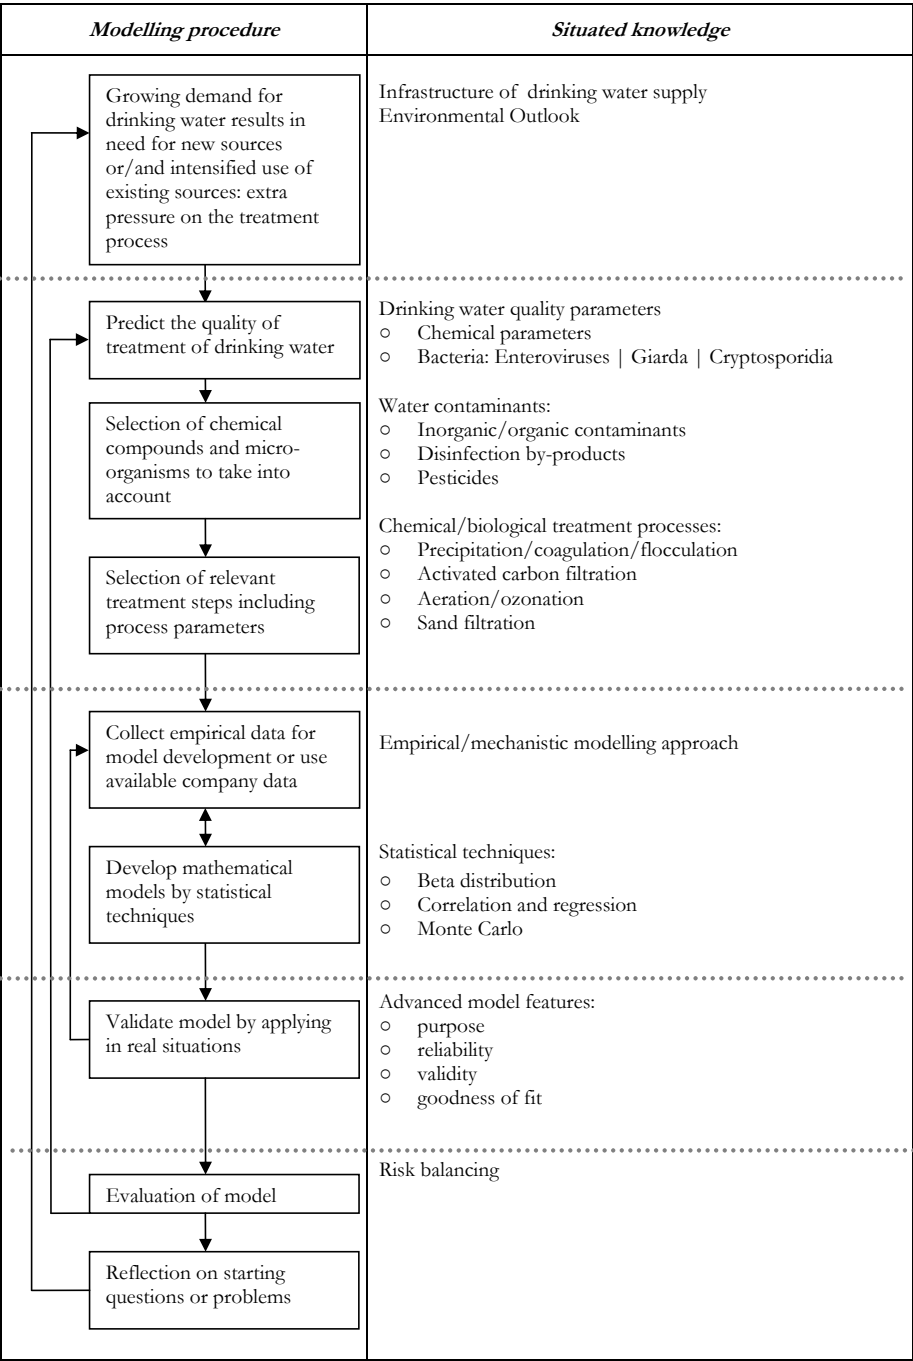 Modelling procedure
Situated knowledge
Growing demand for
drinking water results in
need for new sources
or/and intensified use of
existing sources: extra
pressure on the treatment
process
Infrastructure of drinking water supply
Environmental Outlook
Predict the quality of
treatment of drinking water
Drinking water quality parameters
○ Chemical parameters
○ Bacteria: Enteroviruses | Giarda | Cryptosporidia
Selection of chemical
compounds and micro-
organisms to take into
account
Water contaminants:
○ Inorganic/organic contaminants
○ Disinfection by-products
○ Pesticides
Selection of relevant
treatment steps including
process parameters
Chemical/biological treatment processes:
○ Precipitation/coagulation/flocculation
○ Activated carbon filtration
○ Aeration/ozonation
○ Sand filtration
Collect empirical data for
model development or use
available company data
Empirical/mechanistic modelling approach
Develop mathematical
models by statistical
techniques
Statistical techniques:
○ Beta distribution
○ Correlation and regression
○ Monte Carlo
Validate model by applying
in real situations
Advanced model features:
○ purpose
○ reliability
○ validity
○ goodness of fit
Evaluation of model
Risk balancing
Reflection on starting
questions or problems